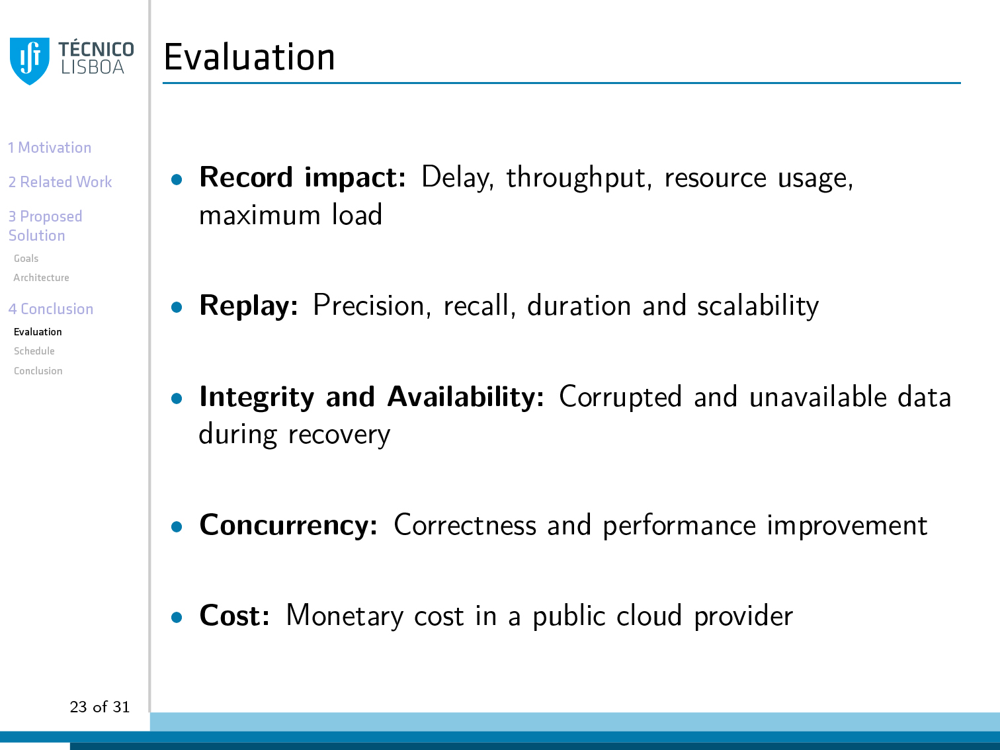 TÉCNICO
LISBOA
Evaluation
1 Motivation
2 Related Work
3 Proposed
Solution
Goals
Architecture
4 Conclusion
Evaluation
Schedule
Conclusion
• Record impact: Delay, throughput, resource usage,
maximum load
• Replay: Precision, recall, duration and scalability
• Integrity and Availability: Corrupted and unavailable data
during recovery
• Concurrency: Correctness and performance improvement
• Cost: Monetary cost in a public cloud provider
23 of 31